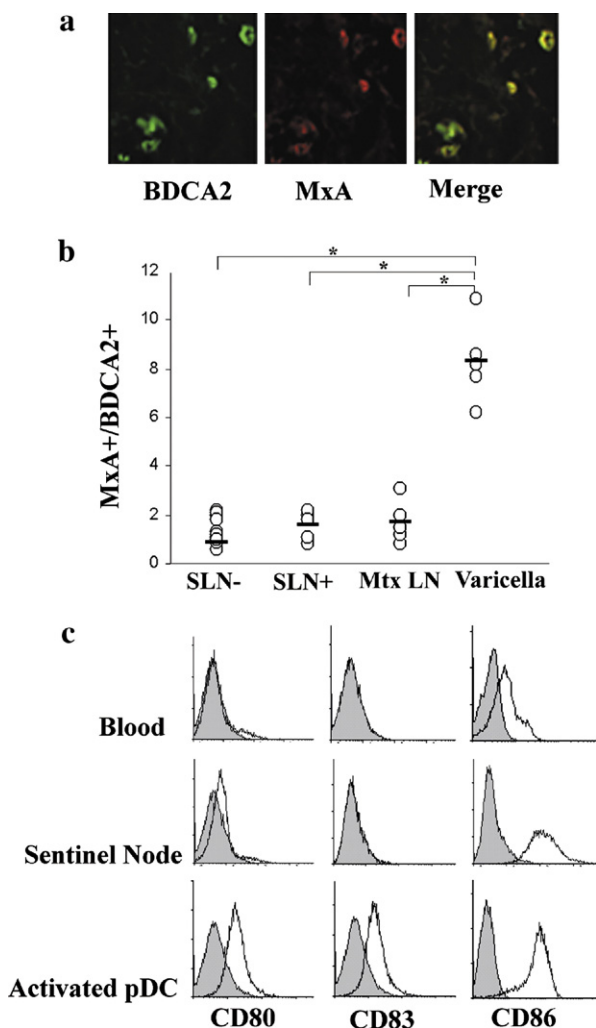 a
BDCA2 MxA Merge
b
* 
*
*
12
10
8
6
4
2
0
MxA+/BDCA2+
SLN- SLN+ Mtx LN Varicella
c
Blood
Sentinel Node
Activated pDC
CD80 CD83 CD86